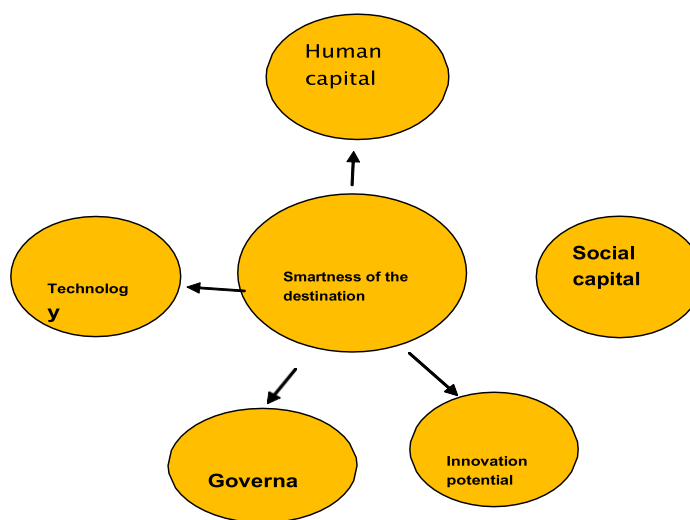 Human
capital
Smartness of the
destination
Social
capital
Technolog
y
Innovation
potential
Governa